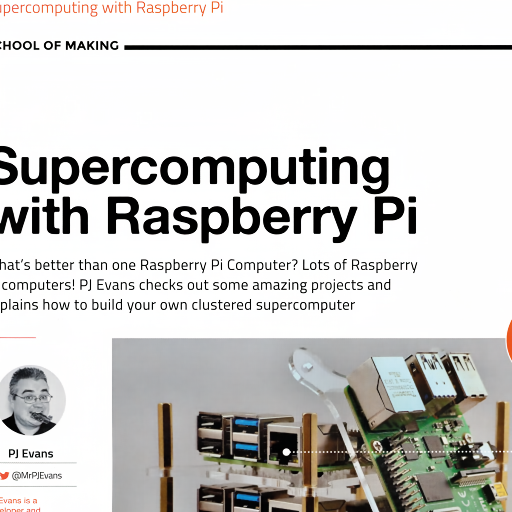 upercomputing with Raspberry Pi
CHOOL OF MAKING
Supercomputing
with Raspberry Pi
hat's better than one Raspberry Pi Computer? Lots of Raspberry
computers! PJ Evans checks out some amazing projects and
plains how to build your own clustered supercomputer
PJ Evans
@MrPJEvans
Evans is a
eloper and